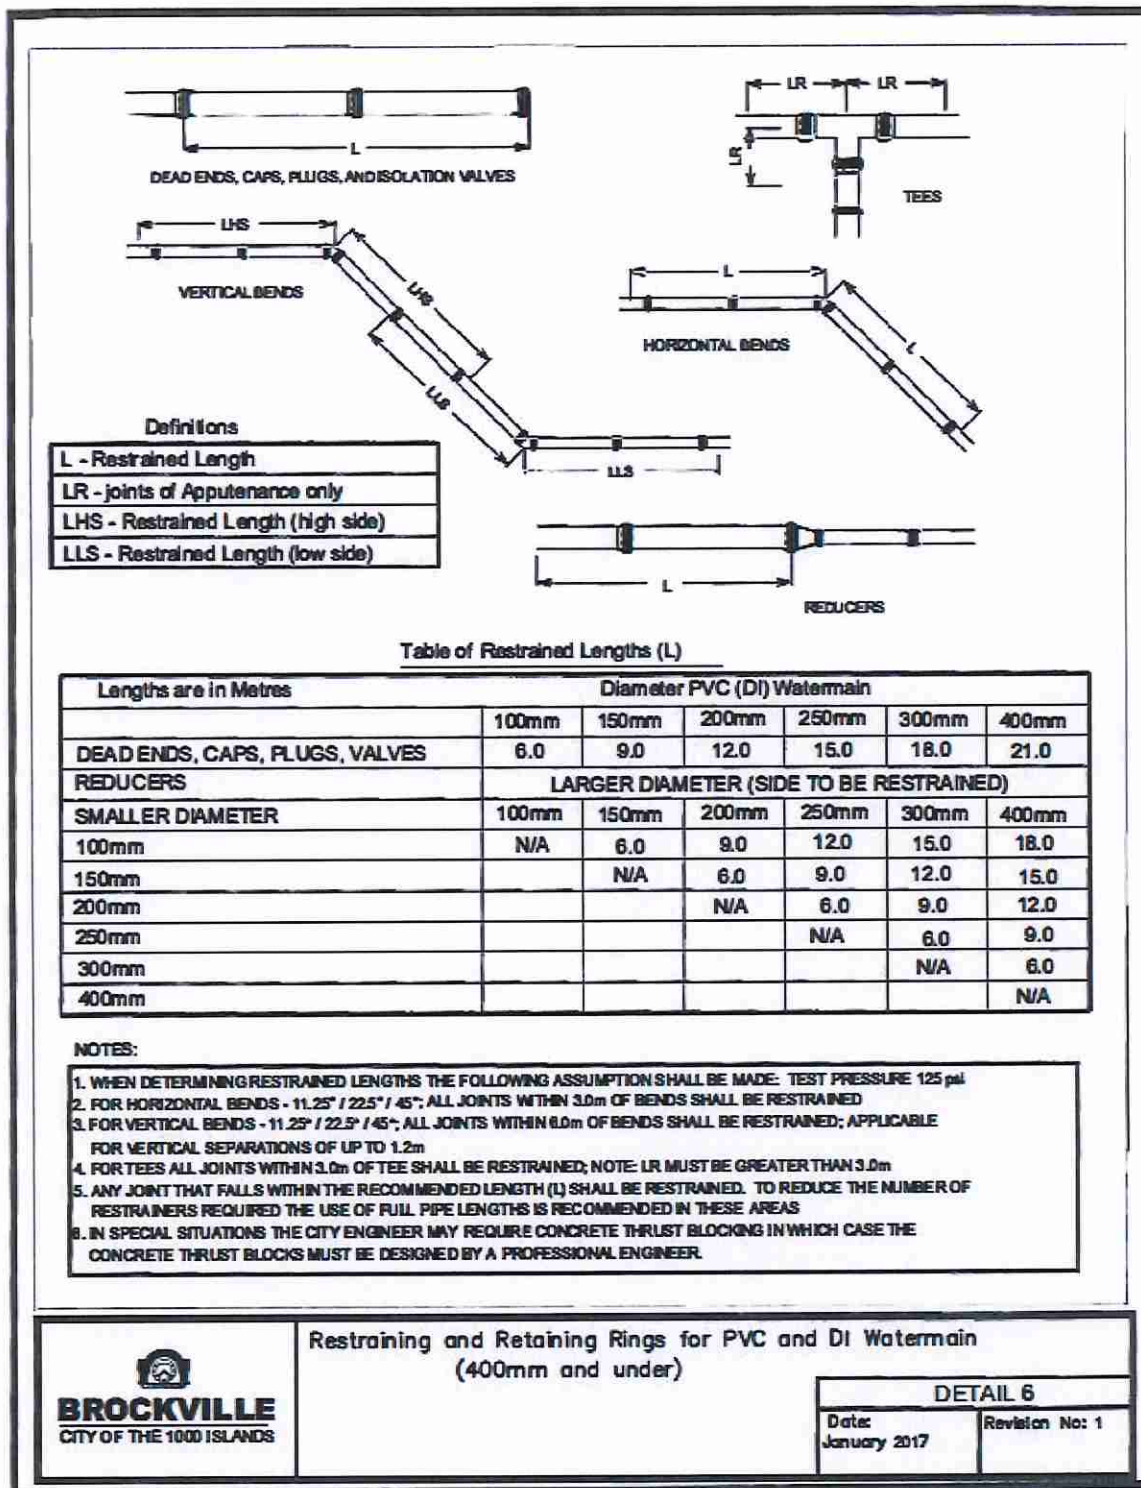 LR LR
L
LR
DEAD ENDS, CAPS, PLUGS, AND ISOLATION VALVES
TEES
LHS
VERTICAL BENDS
LHS
L
HORIZONTAL BENDS
L
LLS
LLS
Definitions
L - Restrained Length
LR - joints of Apputenance only
LHS - Restrained Length (high side)
LLS - Restrained Length (low side)
L
REDUCERS
Table of Restrained Lengths (L)
Lengths are in Metres Diameter PVC (DI) Watermain
100mm 150mm 200mm 250mm 300mm 400mm
DEAD ENDS, CAPS, PLUGS, VALVES 6.0 9.0 12.0 15.0 18.0 21.0
REDUCERS LARGER DIAMETER (SIDE TO BE RESTRAINED)
SMALLER DIAMETER 100mm 150mm 200mm 250mm 300mm 400mm
100mm N/A 6.0 9.0 12.0 15.0 18.0
150mm N/A 6.0 9.0 12.0 15.0
200mm N/A 6.0 9.0 12.0
250mm N/A 6.0 9.0
300mm N/A 6.0
400mm N/A
NOTES:
1. WHEN DETERMINING RESTRAINED LENGTHS THE FOLLOWING ASSUMPTION SHALL BE MADE: TEST PRESSURE 125 psi
2. FOR HORIZONTAL BENDS - 11.25° / 22.5° / 45°; ALL JOINTS WITHIN 3.0m OF BENDS SHALL BE RESTRAINED
3. FOR VERTICAL BENDS - 11.25° / 22.5° / 45°; ALL JOINTS WITHIN 6.0m OF BENDS SHALL BE RESTRAINED; APPLICABLE
FOR VERTICAL SEPARATIONS OF UP TO 1.2m
4. FOR TEES ALL JOINTS WITHIN 3.0m OF TEE SHALL BE RESTRAINED; NOTE: LR MUST BE GREATER THAN 3.0m
5. ANY JOINT THAT FALLS WITHIN THE RECOMMENDED LENGTH (L) SHALL BE RESTRAINED. TO REDUCE THE NUMBER OF
RESTRAINERS REQUIRED THE USE OF FULL PIPE LENGTHS IS RECOMMENDED IN THESE AREAS
6. IN SPECIAL SITUATIONS THE CITY ENGINEER MAY REQUIRE CONCRETE THRUST BLOCKING IN WHICH CASE THE
CONCRETE THRUST BLOCKS MUST BE DESIGNED BY A PROFESSIONAL ENGINEER.
Restraining and Retaining Rings for PVC and DI Watermain
(400mm and under)
BROCKVILLE
CITY OF THE 1000 ISLANDS
DETAIL 6
Date: Revision No: 1
January 2017